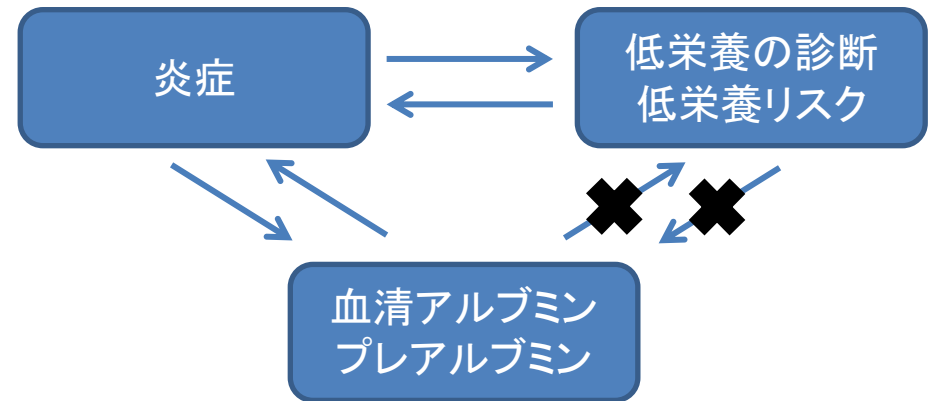 炎症
低栄養の診断
低栄養リスク
血清アルブミン
プレアルブミン